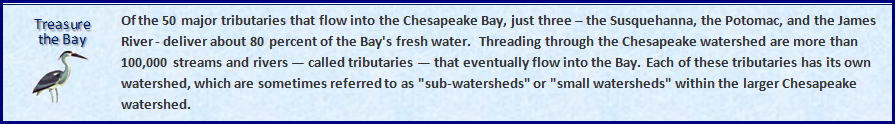 Treasure
the Bay
Of the 50 major tributaries that flow into the Chesapeake Bay, just three – the Susquehanna, the Potomac, and the James
River - deliver about 80 percent of the Bay's fresh water.  Threading through the Chesapeake watershed are more than
100,000 streams and rivers — called tributaries — that eventually flow into the Bay. Each of these tributaries has its own
watershed, which are sometimes referred to as "sub-watersheds" or "small watersheds" within the larger Chesapeake
watershed.